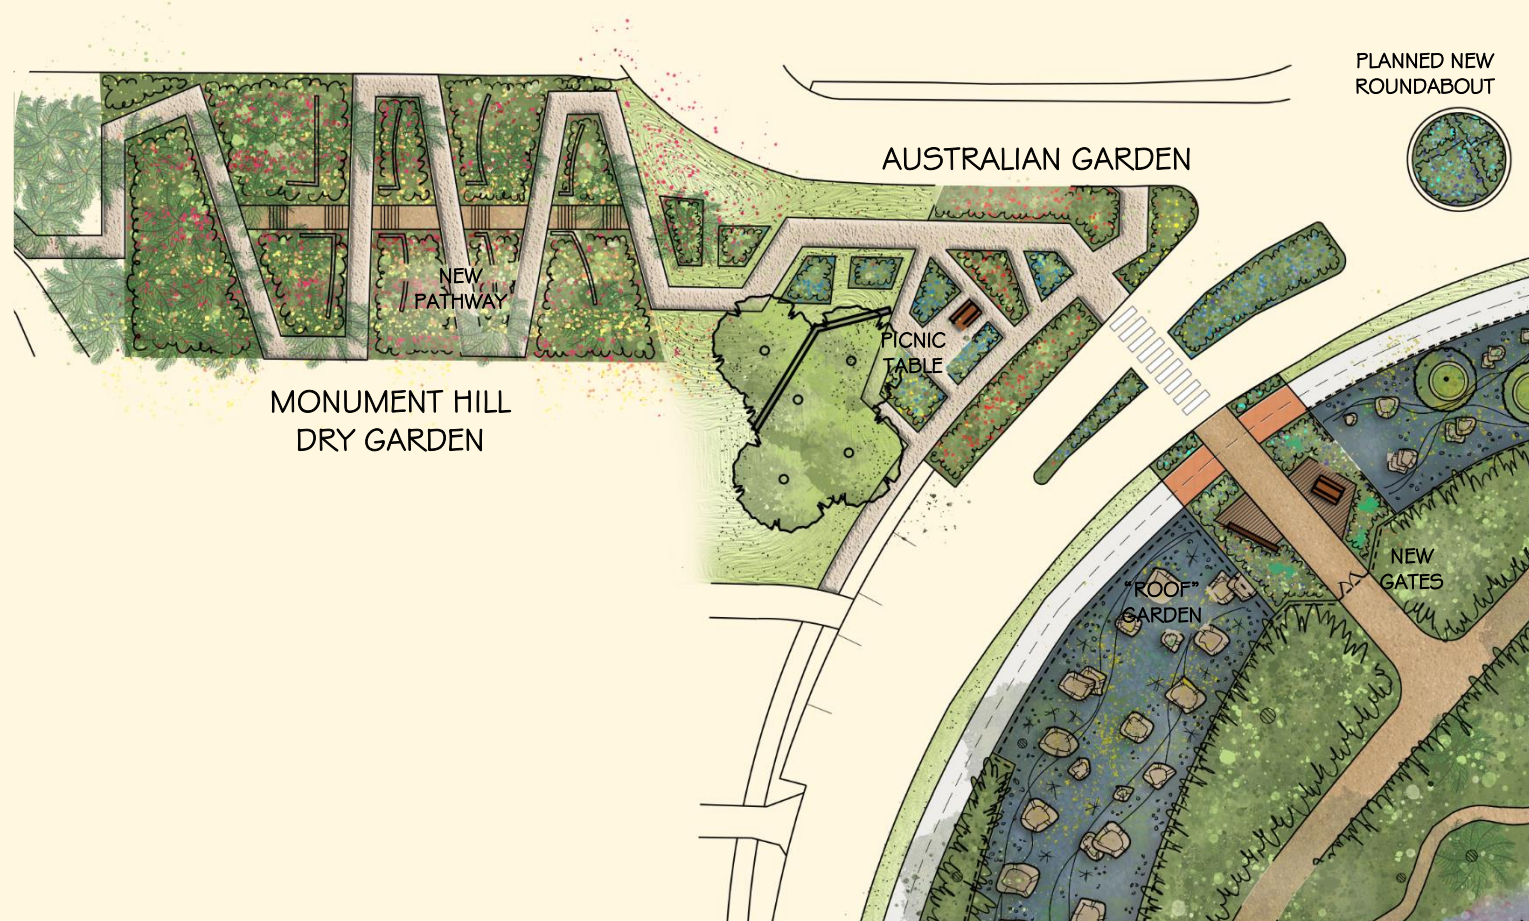 PLANNED NEW
ROUNDABOUT
AUSTRALIAN GARDEN
NEW
PATHWAY
PICNIC
TABLE
MONUMENT HILL
DRY GARDEN
NEW
GATES
"ROOF"
GARDEN